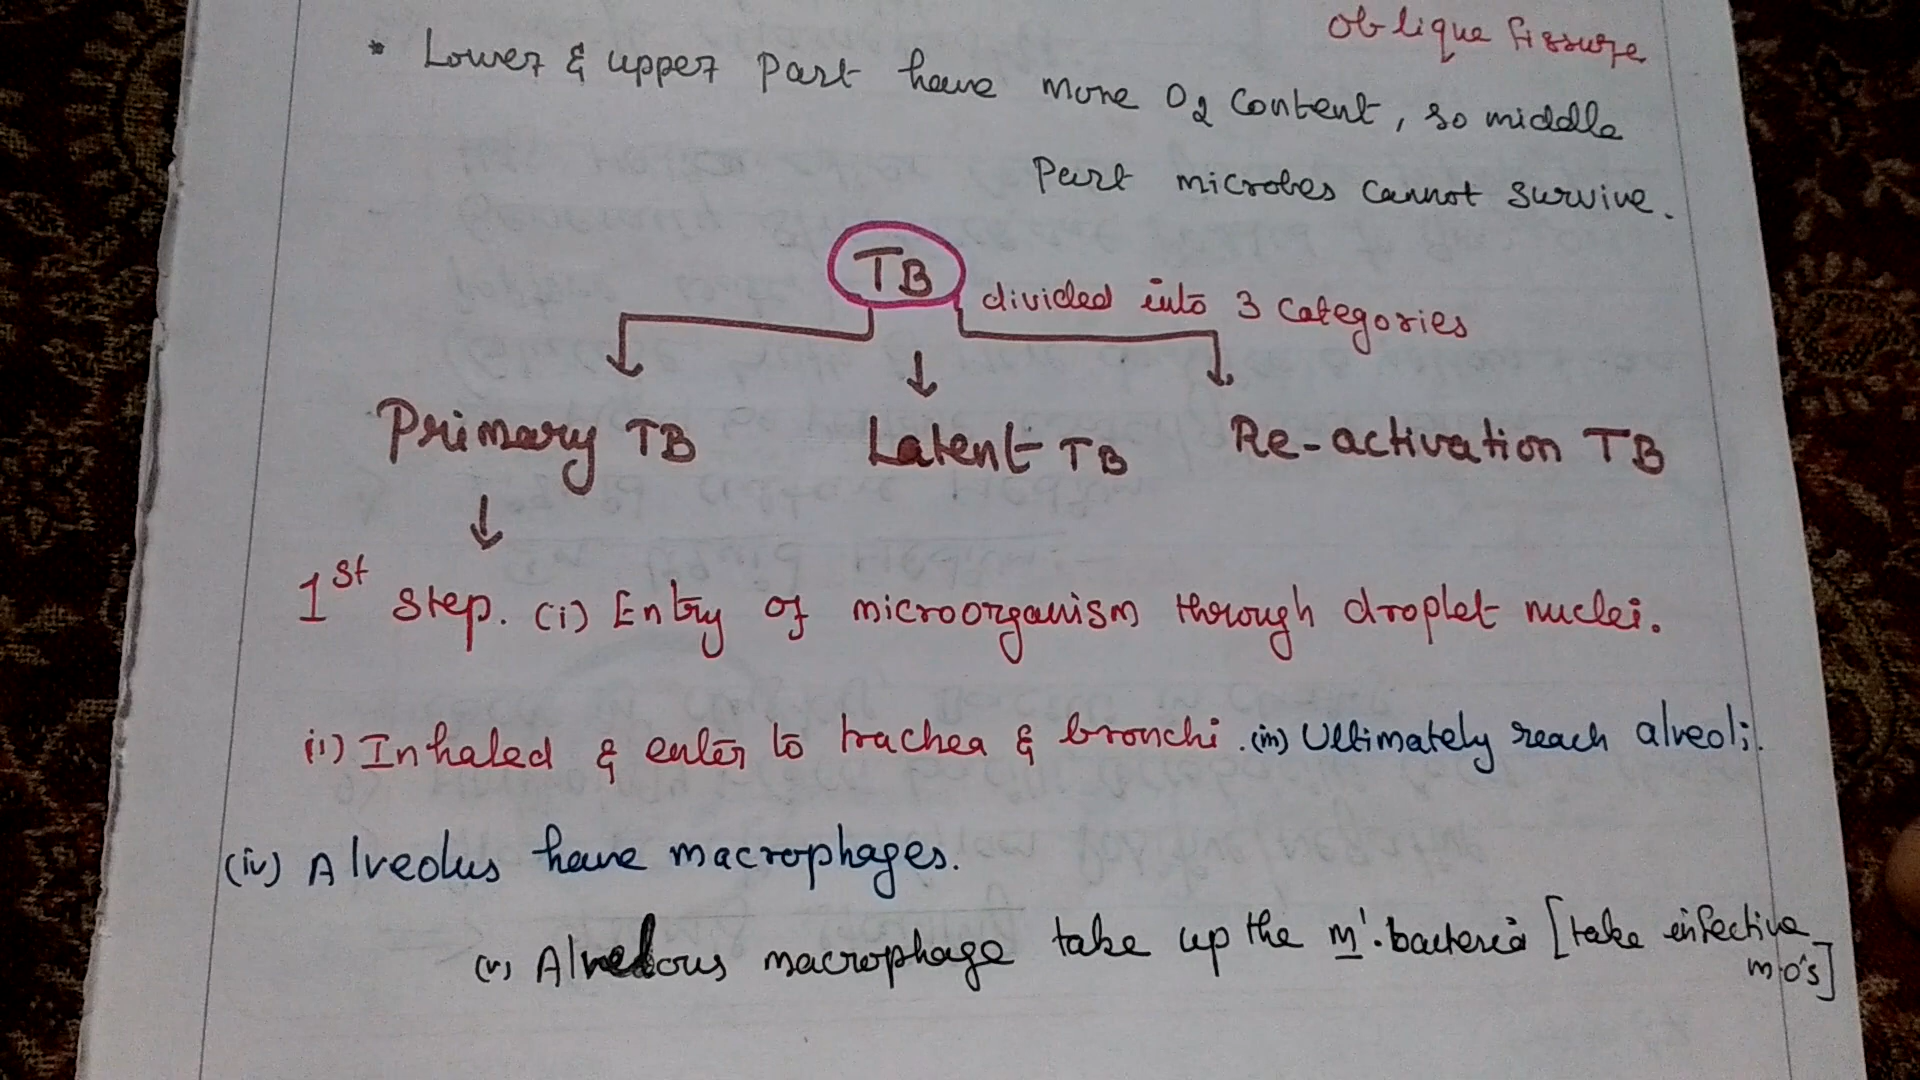 Oblique fissure
* Lower & upper part have more O2 content, so middle
part microbes cannot survive.
TB
divided into 3 categories
Primary TB Latent TB Re-activation TB
1st step. (i) Entry of microorganism through droplet nuclei.
(ii) Inhaled & enter to trachea & bronchi. (iii) Ultimately reach alveoli.
(iv) Alveolus have macrophages.
(v) Alvelous macrophage take up the M'. bacteria [take infective
m.o's]